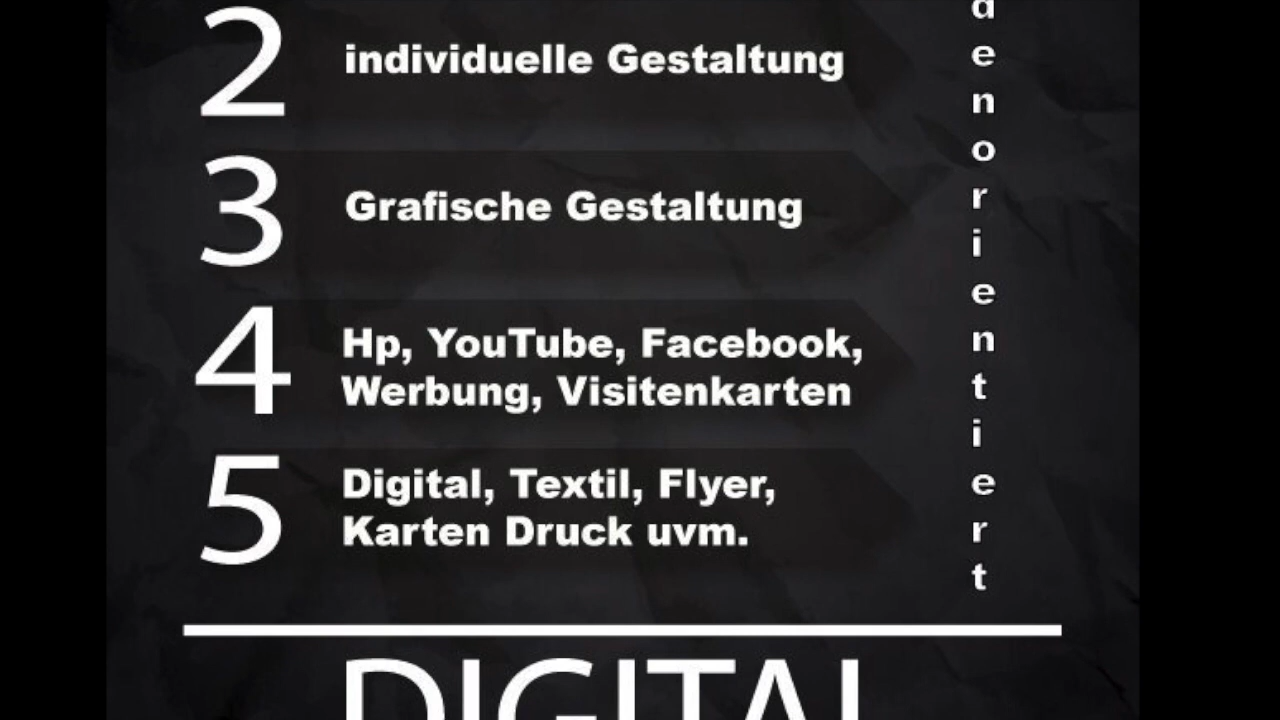 2
individuelle Gestaltung
3
Grafische Gestaltung
4
Hp, YouTube, Facebook,
Werbung, Visitenkarten
5
Digital, Textil, Flyer,
Karten Druck uvm.
d
e
n
o
r
i
e
n
t
i
e
r
t
DIGITAL